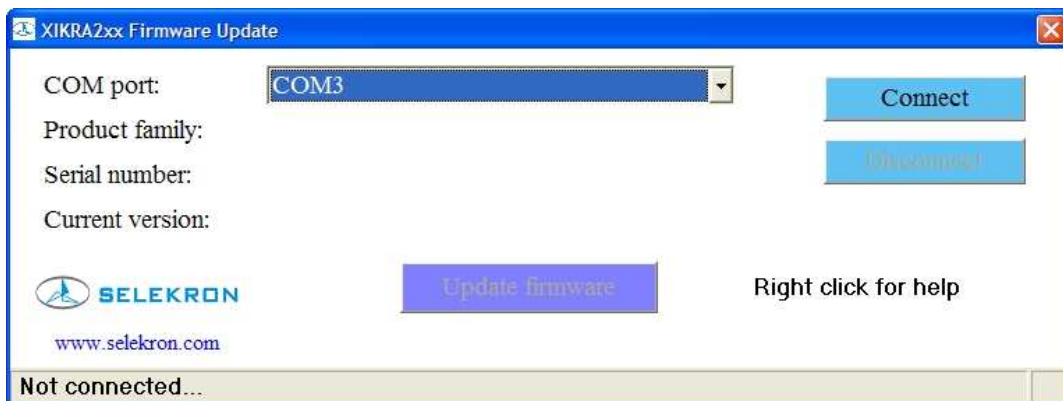 XIKRA2xx Firmware Update
COM port:
COM3
Connect
Product family:
Disconnect
Serial number:
Current version:
SELEKRON
Update firmware
Right click for help
www.selekron.com
Not connected...